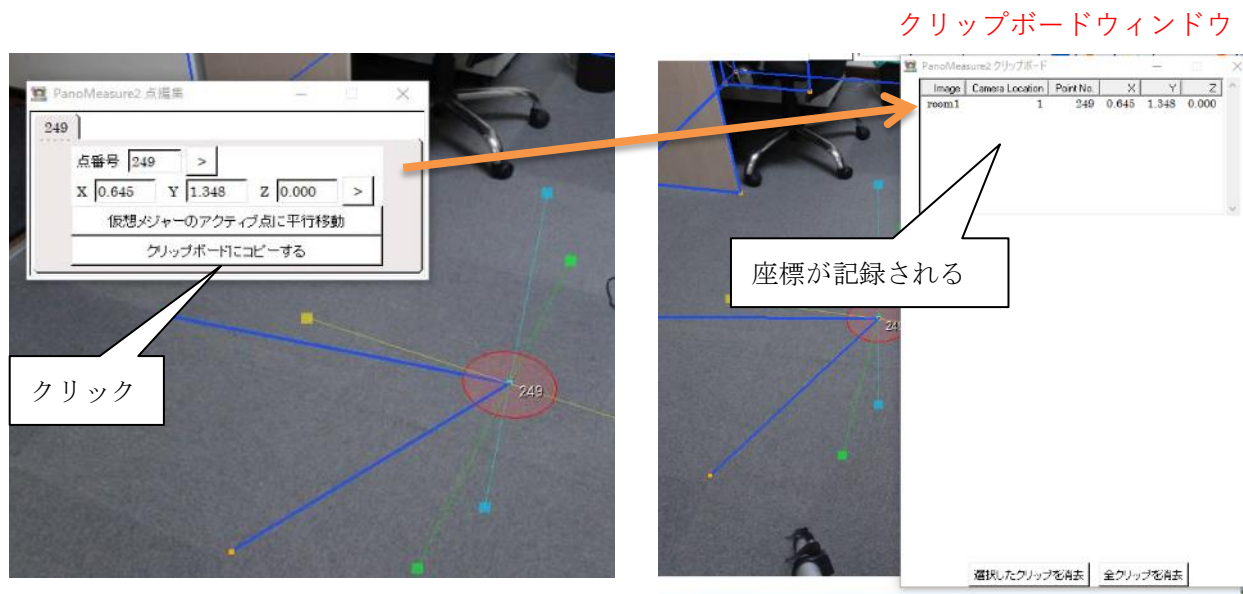 クリップボードウィンドウ
PanoMeasure2 点編集
249
点番号 249 >
X 0.645 Y 1.348 Z 0.000 >
仮想メジャーのアクティブ点に平行移動
クリップボードにコピーする
クリック
249
PanoMeasure2 クリップボード
Image Camera Location Point No. X Y Z
room1 1 249 0.645 1.348 0.000
座標が記録される
24
選択したクリップを消去 全クリップを消去